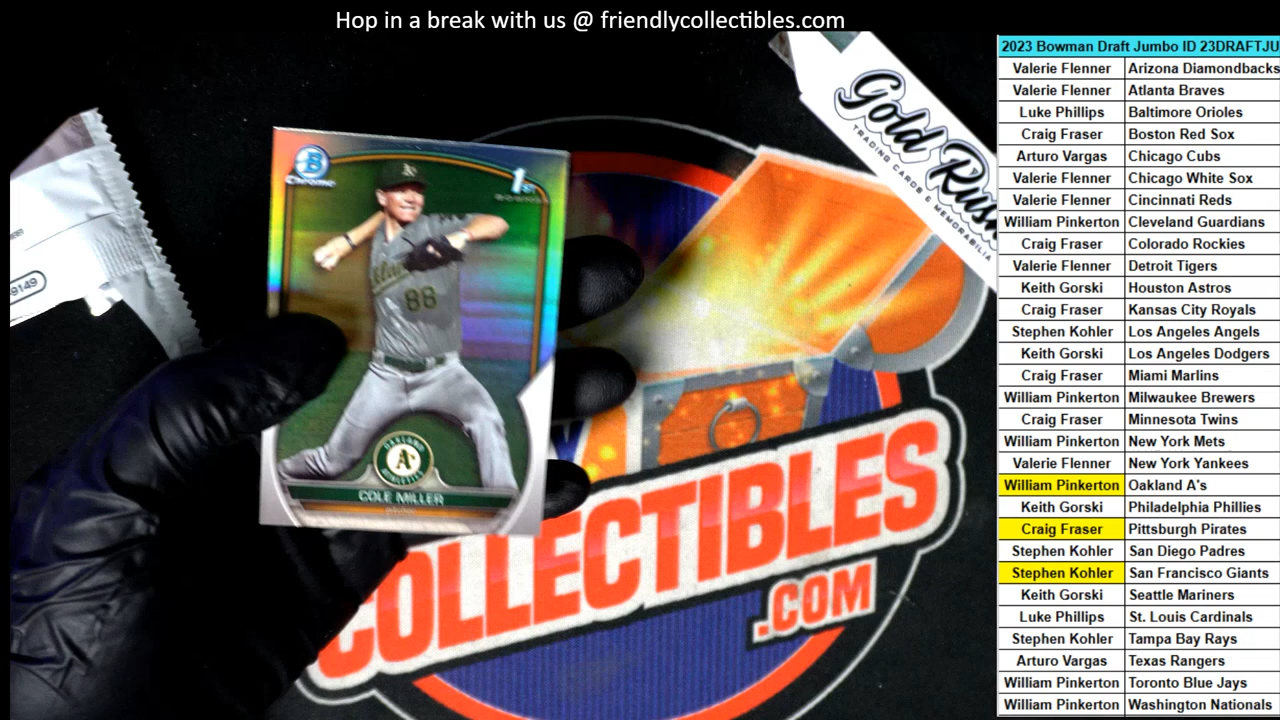 Hop in a break with us @ friendlycollectibles.com
2023 Bowman Draft Jumbo ID 23DRAFTJU
Valerie Flenner Arizona Diamondbacks
Valerie Flenner Atlanta Braves
Luke Phillips Baltimore Orioles
Craig Fraser Boston Red Sox
Arturo Vargas Chicago Cubs
Valerie Flenner Chicago White Sox
Valerie Flenner Cincinnati Reds
William Pinkerton Cleveland Guardians
Craig Fraser Colorado Rockies
Valerie Flenner Detroit Tigers
Keith Gorski Houston Astros
Craig Fraser Kansas City Royals
Stephen Kohler Los Angeles Angels
Keith Gorski Los Angeles Dodgers
Craig Fraser Miami Marlins
William Pinkerton Milwaukee Brewers
Craig Fraser Minnesota Twins
William Pinkerton New York Mets
Valerie Flenner New York Yankees
William Pinkerton Oakland A's
Keith Gorski Philadelphia Phillies
Craig Fraser Pittsburgh Pirates
Stephen Kohler San Diego Padres
Stephen Kohler San Francisco Giants
Keith Gorski Seattle Mariners
Luke Phillips St. Louis Cardinals
Stephen Kohler Tampa Bay Rays
Arturo Vargas Texas Rangers
William Pinkerton Toronto Blue Jays
William Pinkerton Washington Nationals
Gold Rush
TRADING CARDS & MEMORABILIA
9149
B
Chrome
1st
A's
88
OAKLAND
A's
ATHLETICS
COLE MILLER
COLLECTIBLES
.COM